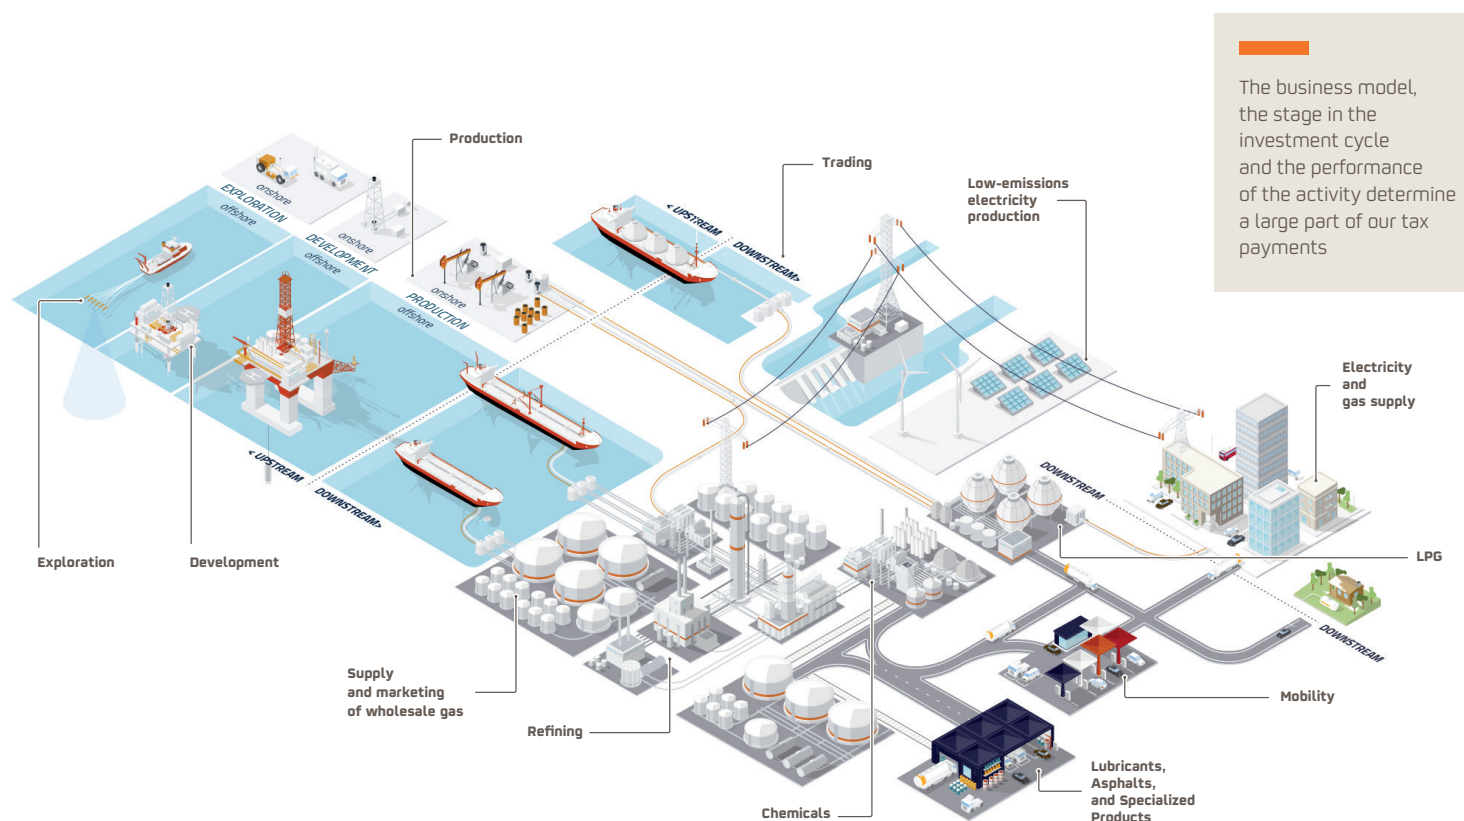 The business model,
the stage in the
investment cycle
and the performance
of the activity determine
a large part of our tax
payments
Production
Trading
Low-emissions
electricity
production
Electricity
and
gas supply
EXPLORATION
onshore
offshore
DEVELOPMENT
onshore
offshore
PRODUCTION
onshore
offshore
< UPSTREAM
DOWNSTREAM>
< UPSTREAM
DOWNSTREAM>
DOWNSTREAM
DOWNSTREAM
Exploration
Development
LPG
Supply
and marketing
of wholesale gas
Refining
Mobility
Chemicals
Lubricants,
Asphalts,
and Specialized
Products